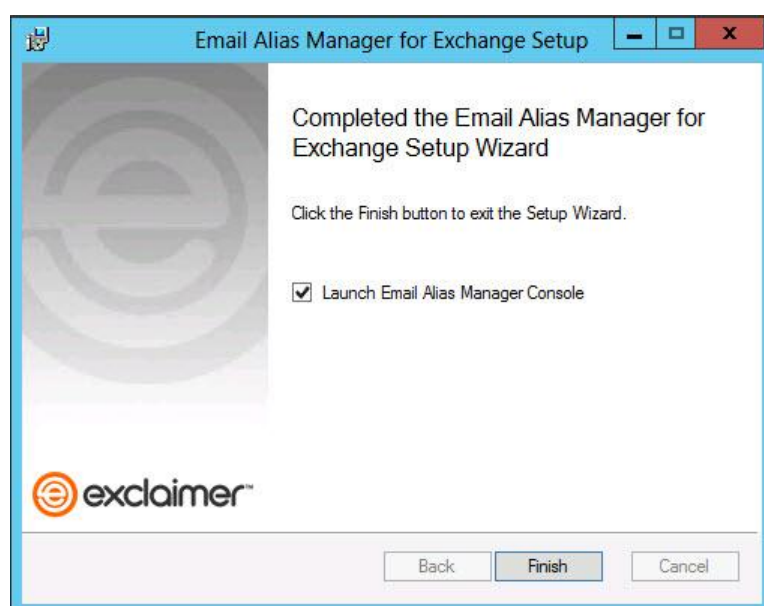 Email Alias Manager for Exchange Setup
Completed the Email Alias Manager for
Exchange Setup Wizard
Click the Finish button to exit the Setup Wizard.
Launch Email Alias Manager Console
exclaimer™
Back Finish Cancel